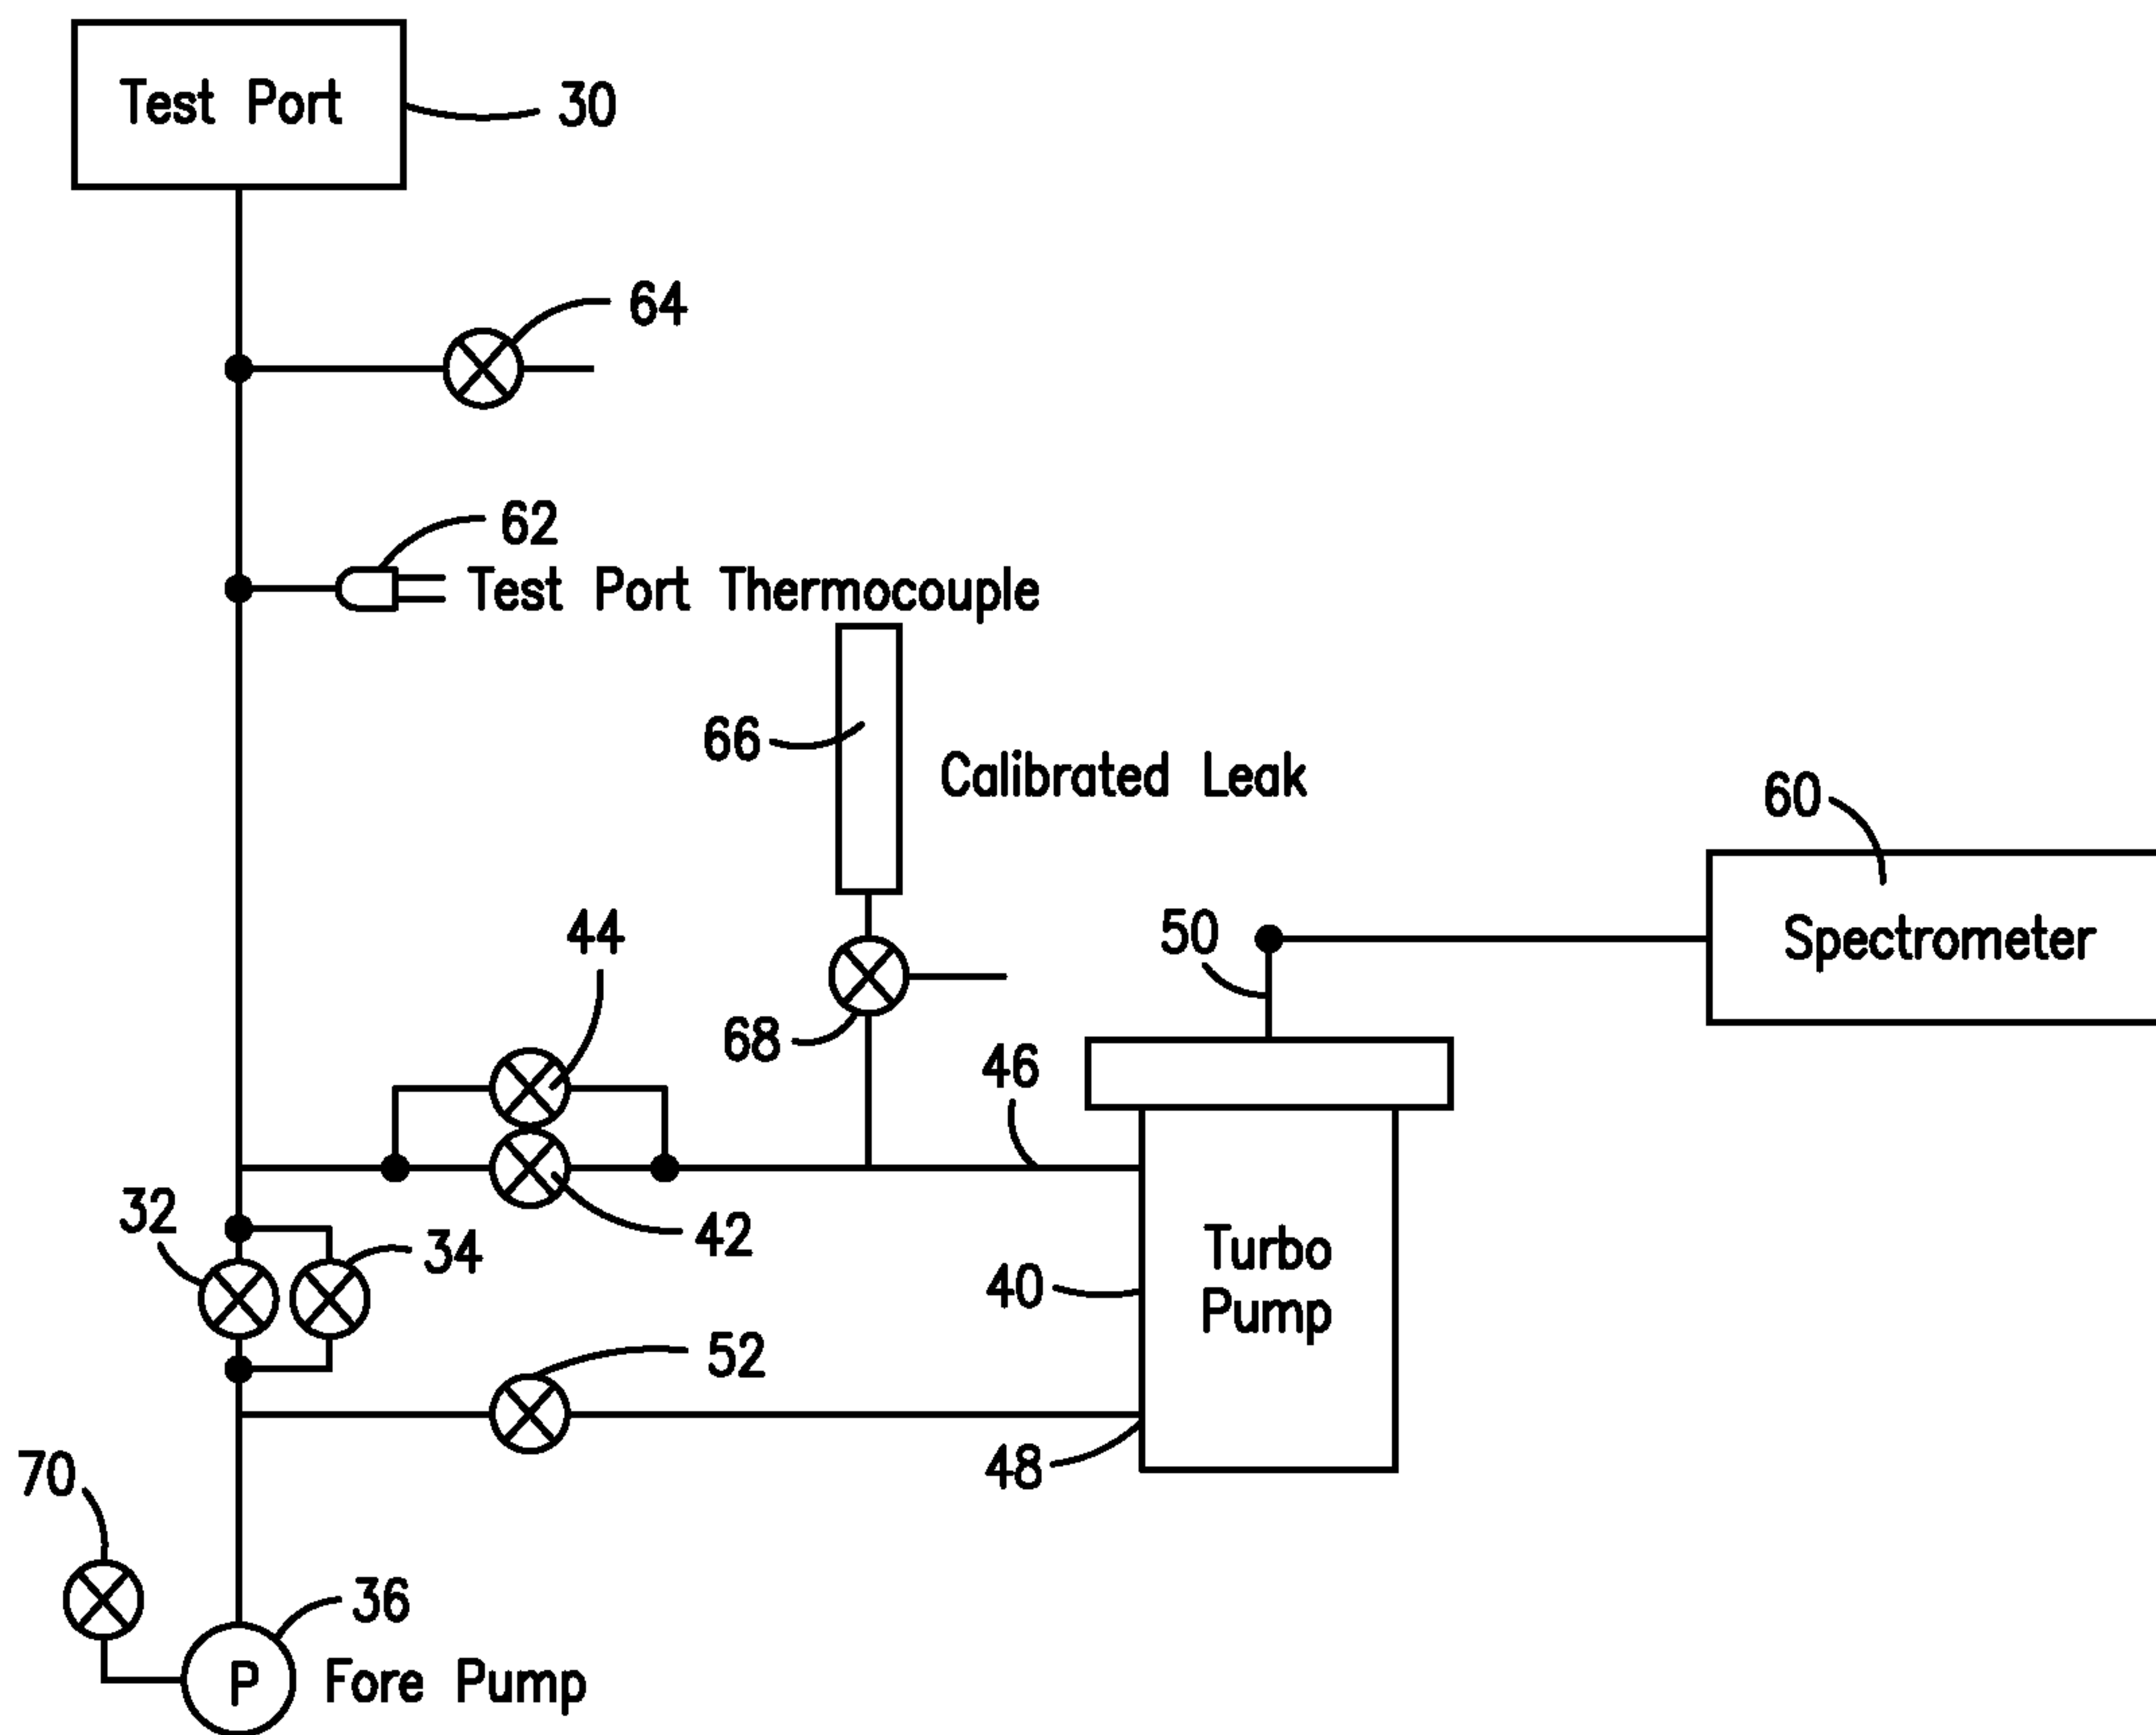 Test Port
30
64
62
Test Port Thermocouple
66
Calibrated Leak
60
44
50
Spectrometer
68
46
32
34
42
Turbo
Pump
40
52
48
70
36
P
Fore Pump